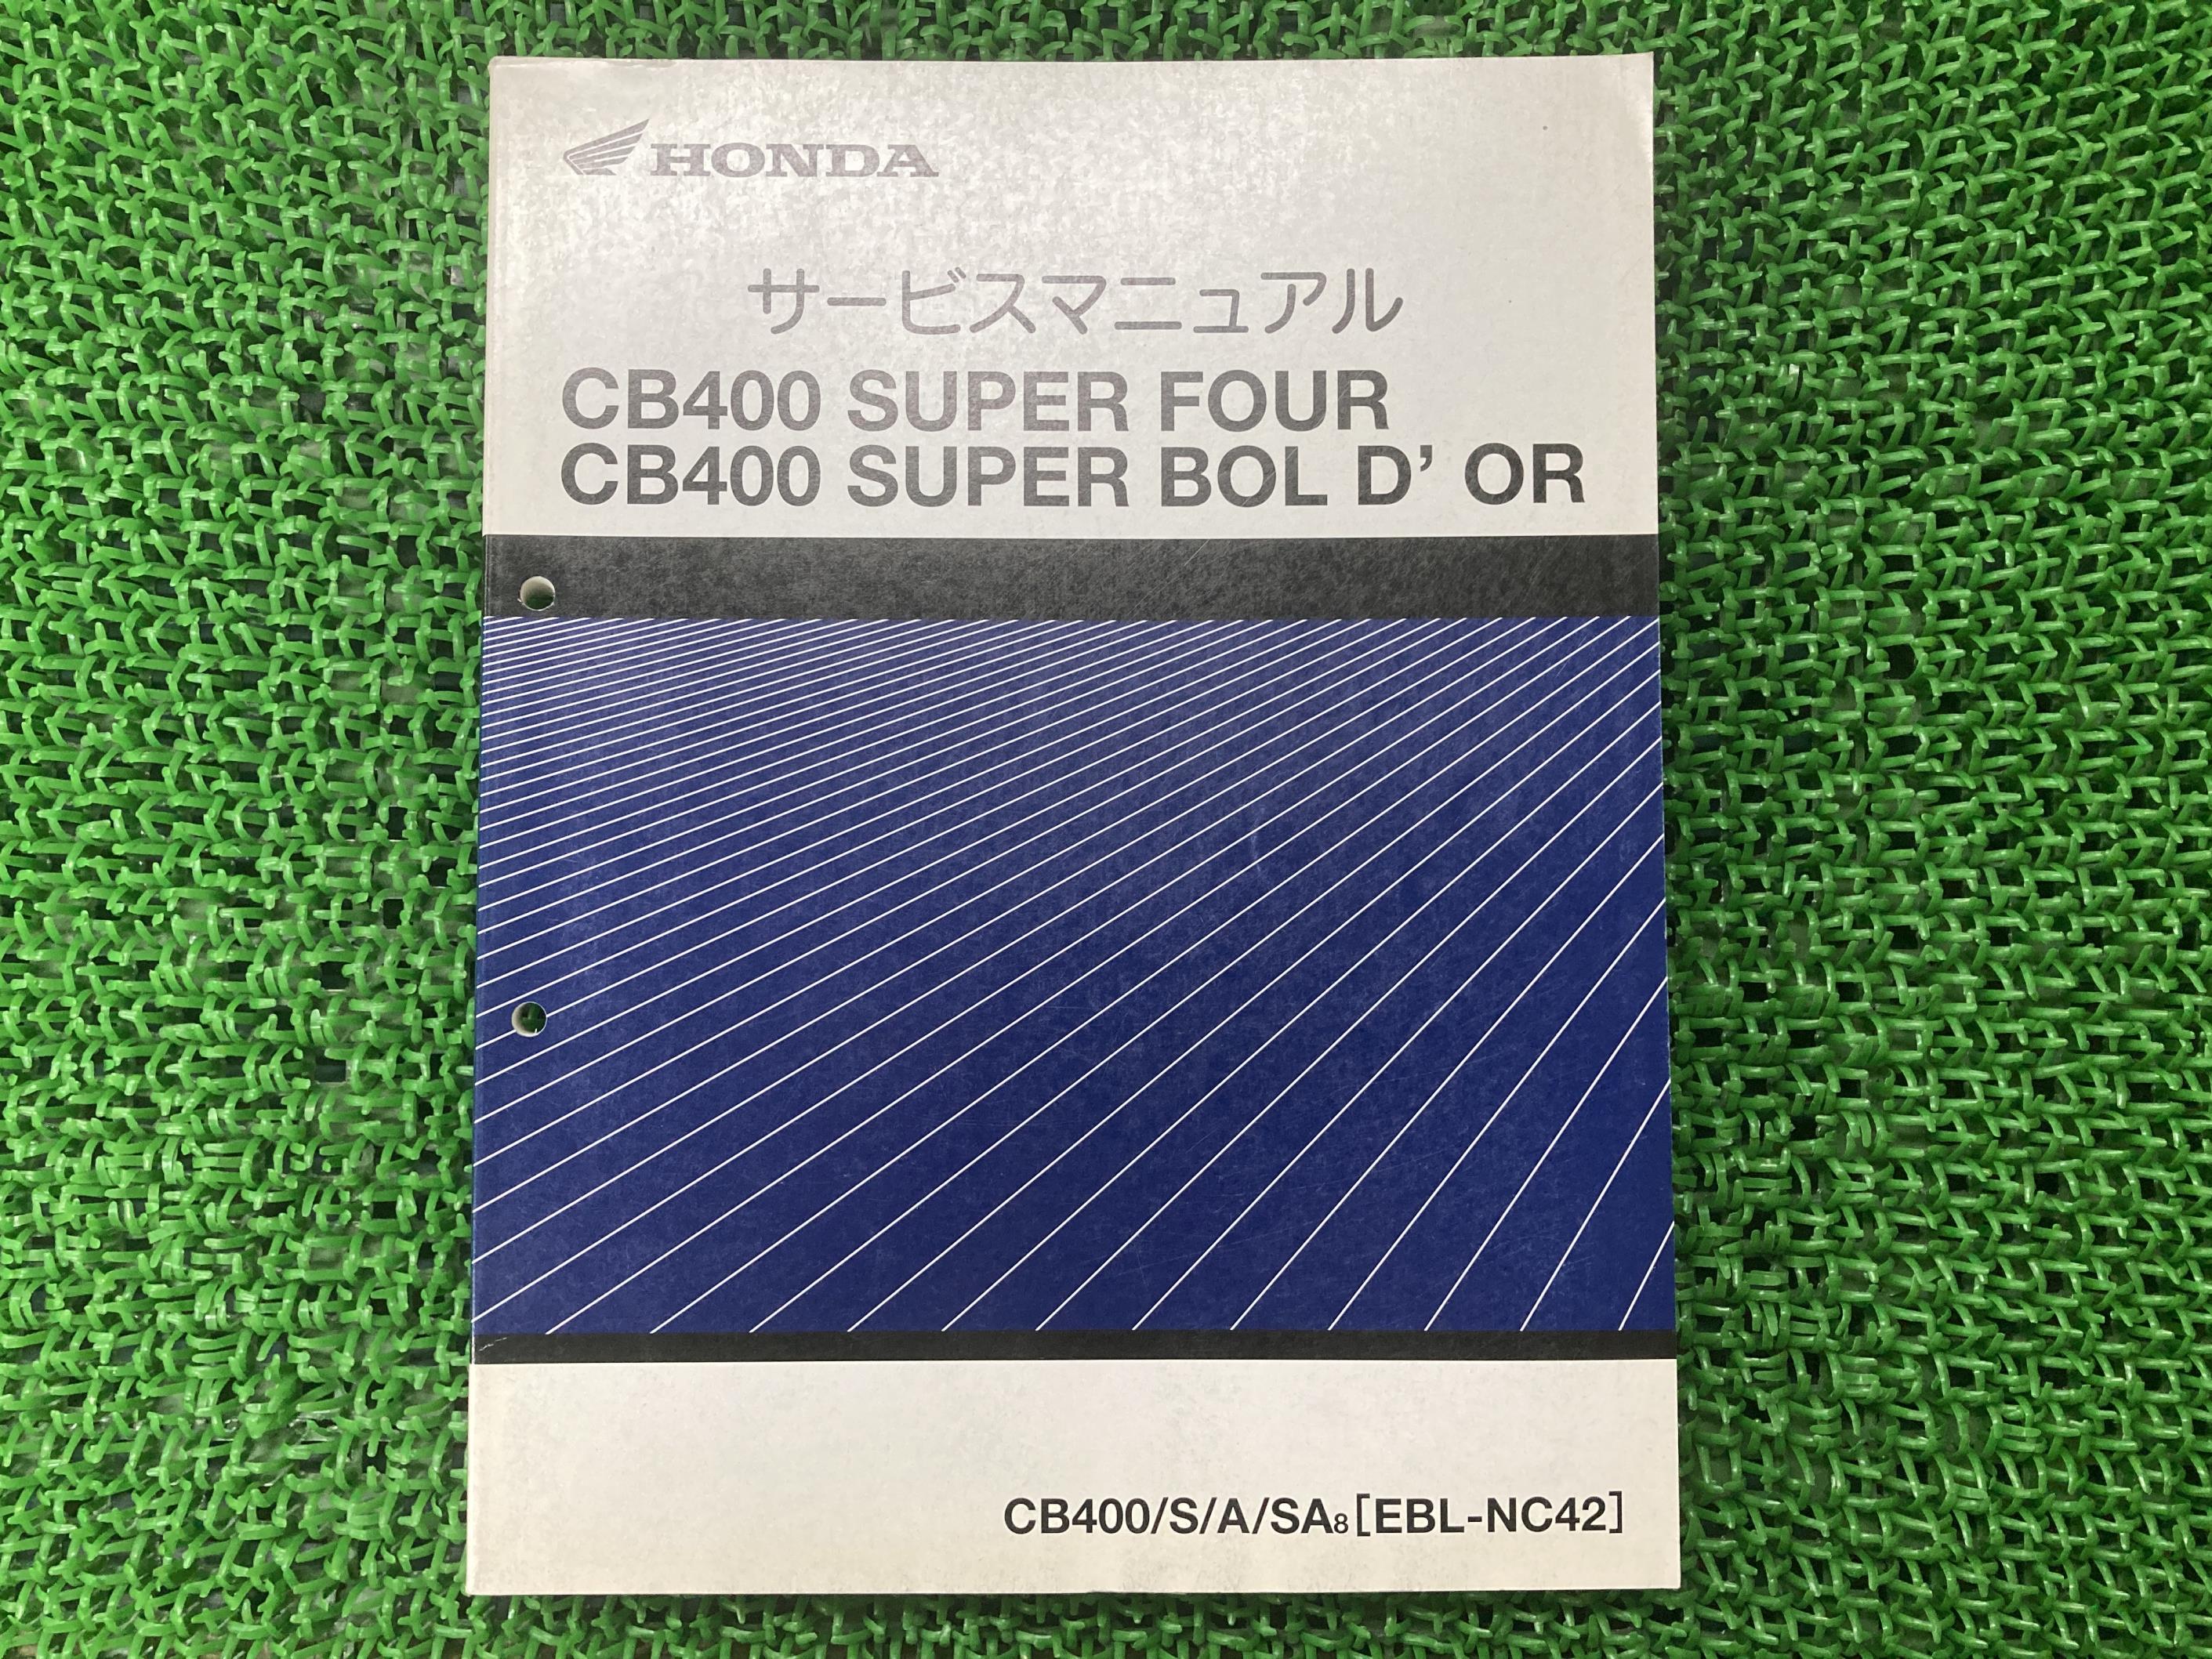 HONDA
サービスマニュアル
CB400 SUPER FOUR
CB400 SUPER BOL D' OR
CB400/S/A/SA8[EBL-NC42]